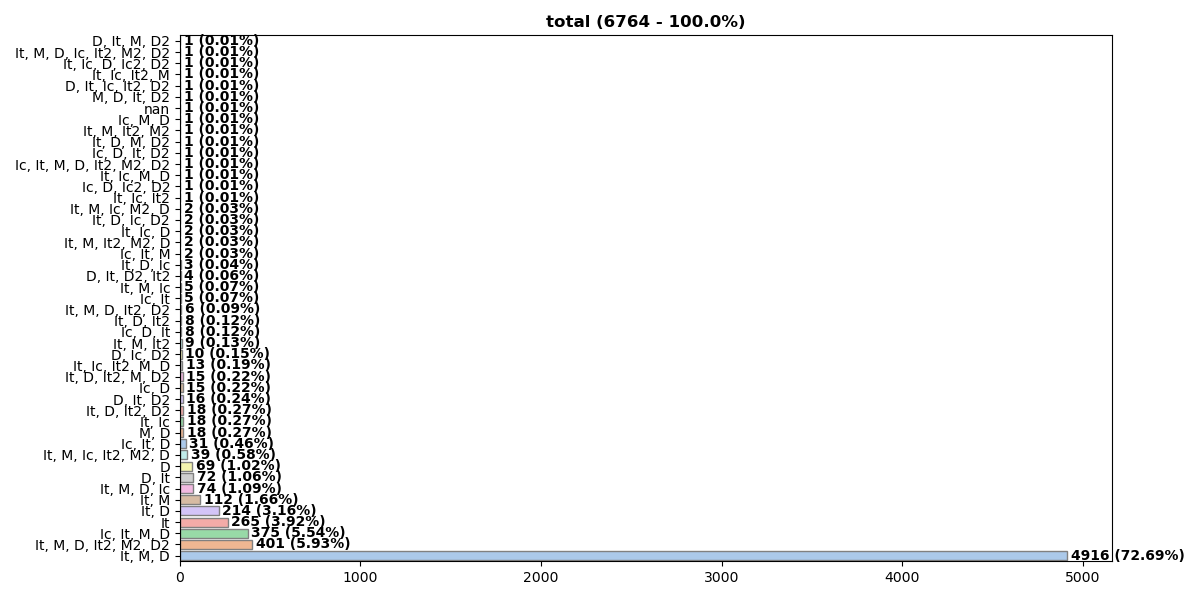 total (6764 - 100.0%)
D, It, M, D2 1 (0.01%)
It, M, D, Ic, It2, M2, D2 1 (0.01%)
It, Ic, D, Ic2, D2 1 (0.01%)
It, Ic, It2, M 1 (0.01%)
D, It, Ic, It2, D2 1 (0.01%)
M, D, It, D2 1 (0.01%)
nan 1 (0.01%)
Ic, M, D 1 (0.01%)
It, M, It2, M2 1 (0.01%)
It, D, M, D2 1 (0.01%)
Ic, D, It, D2 1 (0.01%)
Ic, It, M, D, It2, M2, D2 1 (0.01%)
It, Ic, M, D 1 (0.01%)
Ic, D, Ic2, D2 1 (0.01%)
It, Ic, It2 1 (0.01%)
It, M, Ic, M2, D 2 (0.03%)
It, D, Ic, D2 2 (0.03%)
It, Ic, D 2 (0.03%)
It, M, It2, M2, D 2 (0.03%)
Ic, It, M 2 (0.03%)
It, D, Ic 3 (0.04%)
D, It, D2, It2 4 (0.06%)
It, M, Ic 5 (0.07%)
Ic, It 5 (0.07%)
It, M, D, It2, D2 6 (0.09%)
It, D, It2 8 (0.12%)
Ic, D, It 8 (0.12%)
It, M, It2 9 (0.13%)
D, Ic, D2 10 (0.15%)
It, Ic, It2, M, D 13 (0.19%)
It, D, It2, M, D2 15 (0.22%)
Ic, D 15 (0.22%)
D, It, D2 16 (0.24%)
It, D, It2, D2 18 (0.27%)
It, Ic 18 (0.27%)
M, D 18 (0.27%)
Ic, It, D 31 (0.46%)
It, M, Ic, It2, M2, D 39 (0.58%)
D 69 (1.02%)
D, It 72 (1.06%)
It, M, D, Ic 74 (1.09%)
It, M 112 (1.66%)
It, D 214 (3.16%)
It 265 (3.92%)
Ic, It, M, D 375 (5.54%)
It, M, D, It2, M2, D2 401 (5.93%)
It, M, D 4916 (72.69%)
0 1000 2000 3000 4000 5000